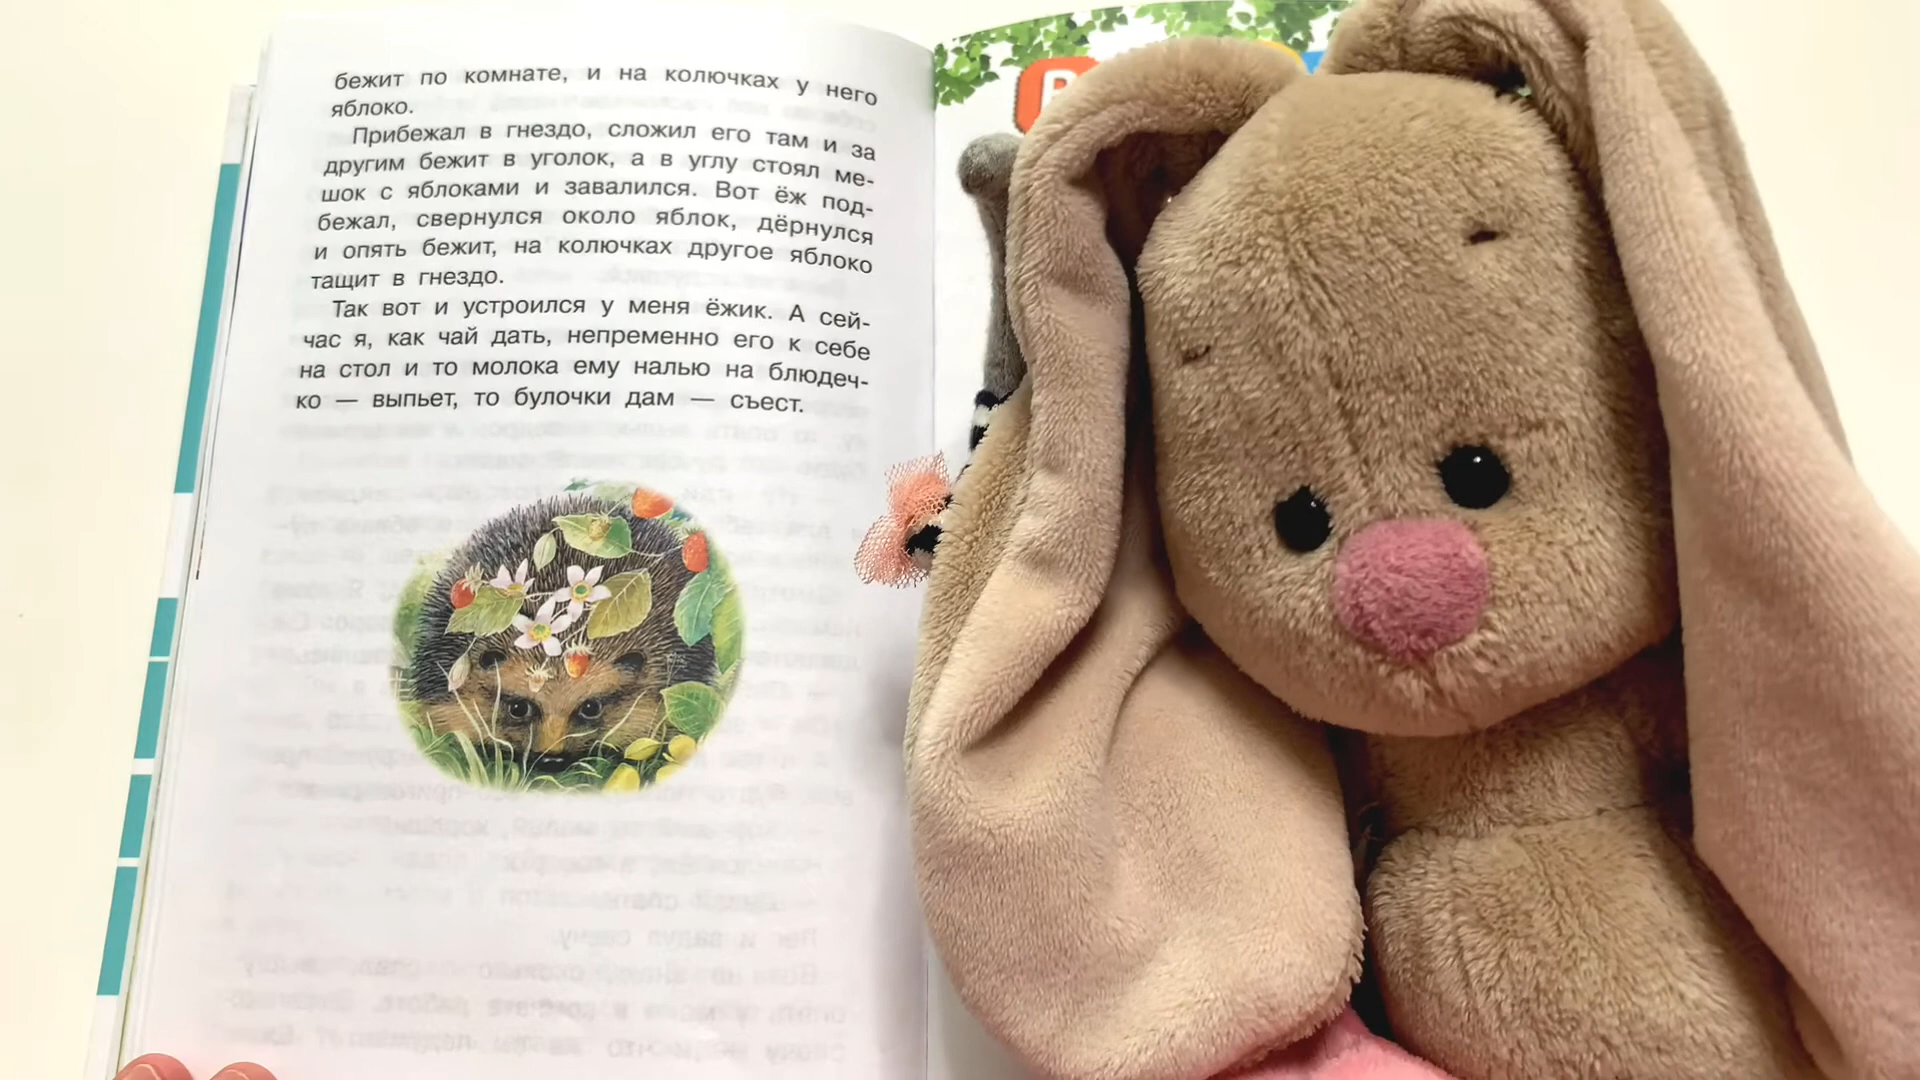 бежит по комнате, и на колючках у него
яблоко.
Прибежал в гнездо, сложил его там и за
другим бежит в уголок, а в углу стоял ме-
шок с яблоками и завалился. Вот ёж под-
бежал, свернулся около яблок, дёрнулся
и опять бежит, на колючках другое яблоко
тащит в гнездо.
Так вот и устроился у меня ёжик. А сей-
час я, как чай дать, непременно его к себе
на стол и то молока ему налью на блюдеч-
ко — выпьет, то булочки дам — съест.